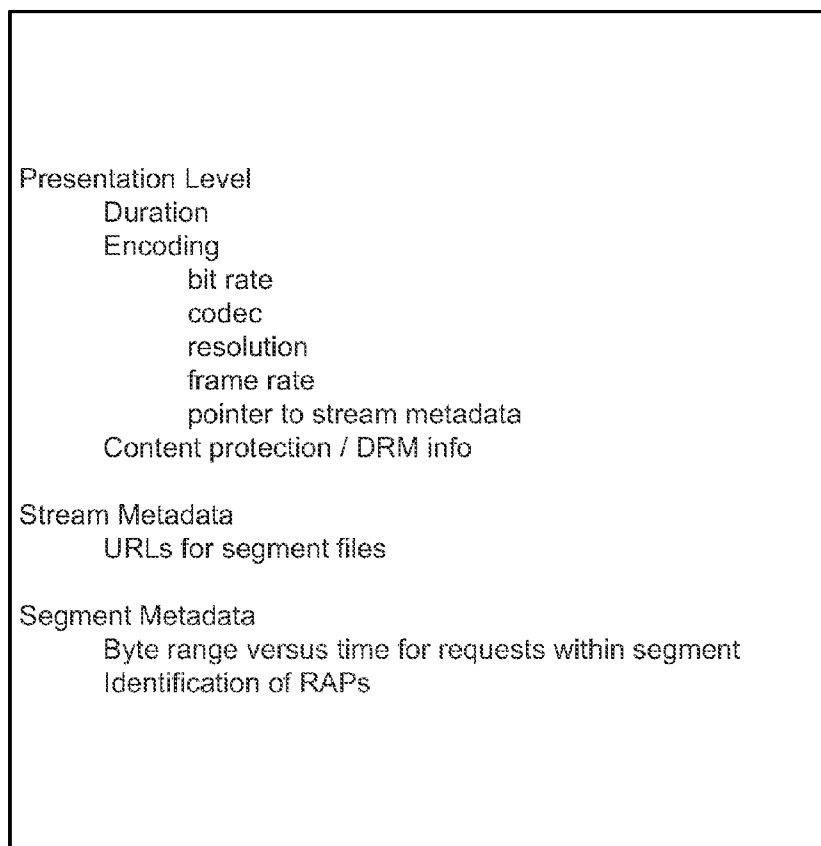 Presentation Level
Duration
Encoding
bit rate
codec
resolution
frame rate
pointer to stream metadata
Content protection / DRM info
Stream Metadata
URLs for segment files
Segment Metadata
Byte range versus time for requests within segment
Identification of RAPs